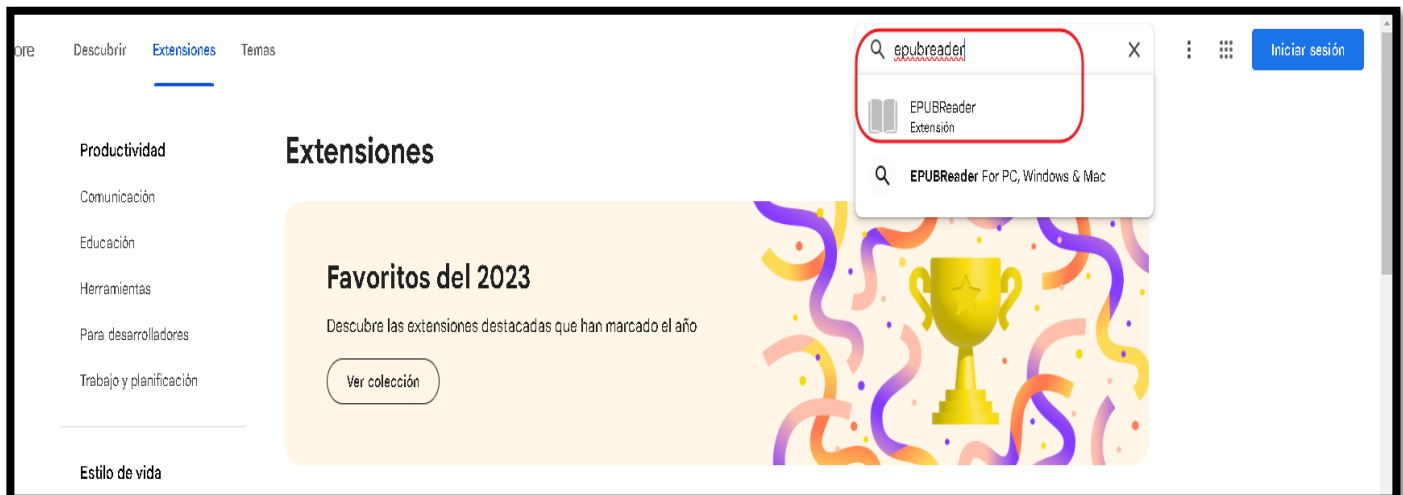 ore Descubrir Extensiones Temas epubreader Iniciar sesión
EPUBReader
Extensión
EPUBReader For PC, Windows & Mac
Productividad
Comunicación
Educación
Herramientas
Para desarrolladores
Trabajo y planificación
Estilo de vida
Extensiones
Favoritos del 2023
Descubre las extensiones destacadas que han marcado el año
Ver colección